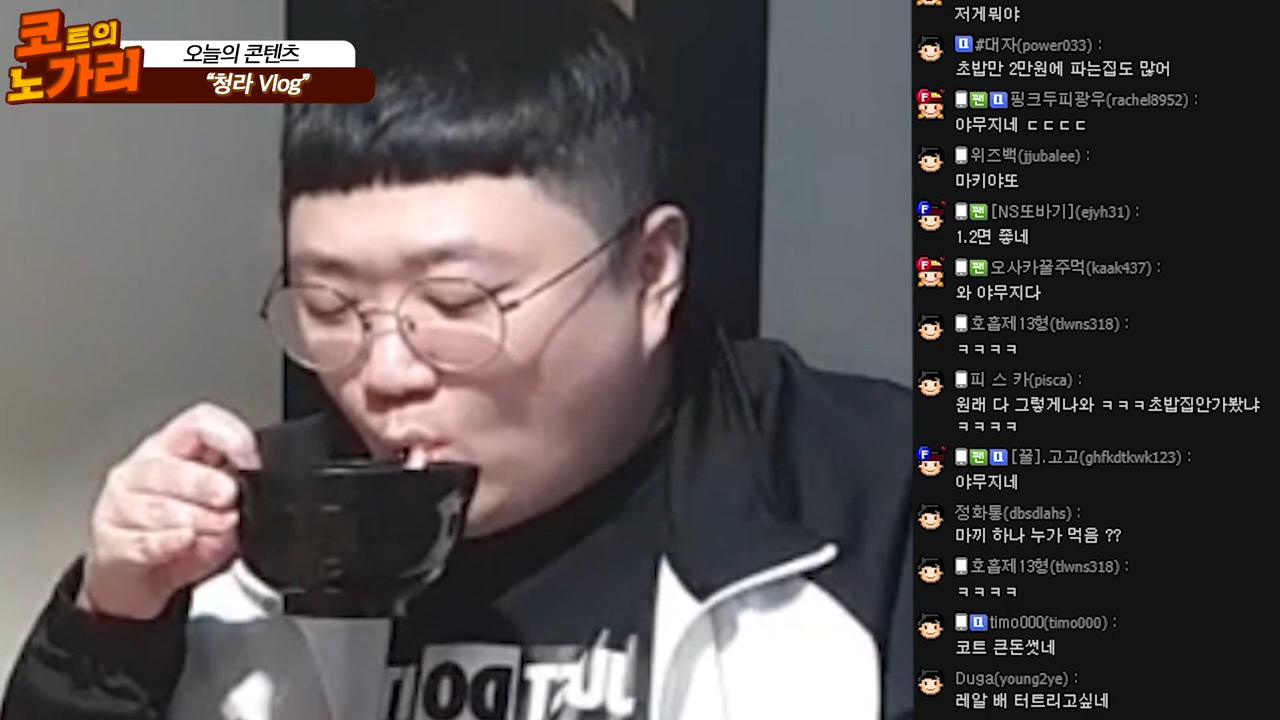 코트의
노가리
오늘의 콘텐츠
“청라 Vlog”
저게뭐야
#대자(power033) :
초밥만 2만원에 파는집도 많어
F 팬 핑크두피광우(rachel8952) :
야무지네 ㄷㄷㄷㄷ
위즈백(jjubalee) :
마키야또
F 팬 [NS또바기](ejyh31) :
1.2면 좋네
F 팬 오사카꿀주먹(kaak437) :
와 야무지다
호흡제13형(tlwns318) :
ㅋㅋㅋㅋ
피 스 카(pisca) :
원래 다 그렇게나와 ㅋㅋㅋ초밥집안가봤냐
ㅋㅋㅋㅋ
F 팬 [꿀].고고(ghfkdtkwk123) :
야무지네
정화통(dbsdlahs) :
마끼 하나 누가 먹음 ??
호흡제13형(tlwns318) :
ㅋㅋㅋㅋ
timo000(timo000) :
코트 큰돈썻네
Duga(young2ye) :
레알 배 터트리고싶네
JUST DO